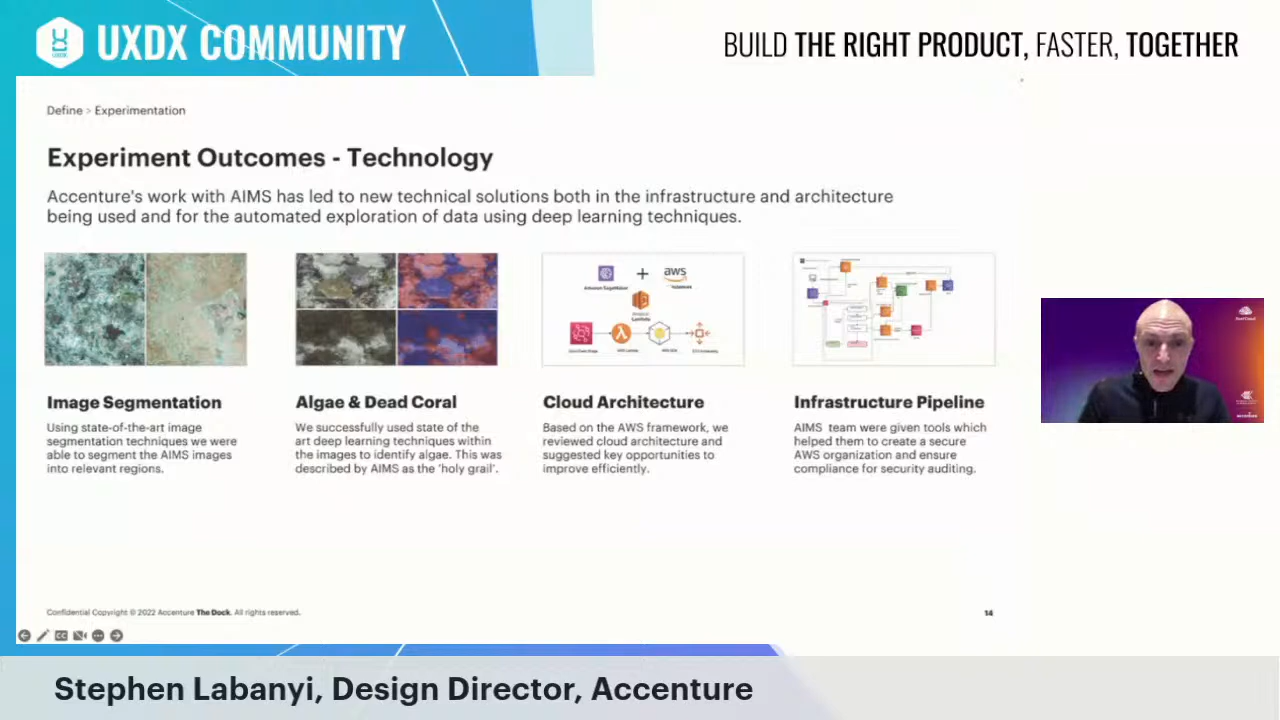 UXDX COMMUNITY
BUILD THE RIGHT PRODUCT, FASTER, TOGETHER
Define > Experimentation
Experiment Outcomes - Technology
Accenture's work with AIMS has led to new technical solutions both in the infrastructure and architecture
being used and for the automated exploration of data using deep learning techniques.
+
aws
Amazon SageMaker
Lambda
Image Segmentation
Using state-of-the-art image
segmentation techniques we were
able to segment the AIMS images
into relevant regions.
Algae & Dead Coral
We successfully used state of the
art deep learning techniques within
the images to identify algae. This was
described by AIMS as the 'holy grail'.
Cloud Architecture
Based on the AWS framework, we
reviewed cloud architecture and
suggested key opportunities to
improve efficiently.
Infrastructure Pipeline
AIMS team were given tools which
helped them to create a secure
AWS organization and ensure
compliance for security auditing.
Confidential Copyright © 2022 Accenture The Dock. All rights reserved.
14
Stephen Labanyi, Design Director, Accenture